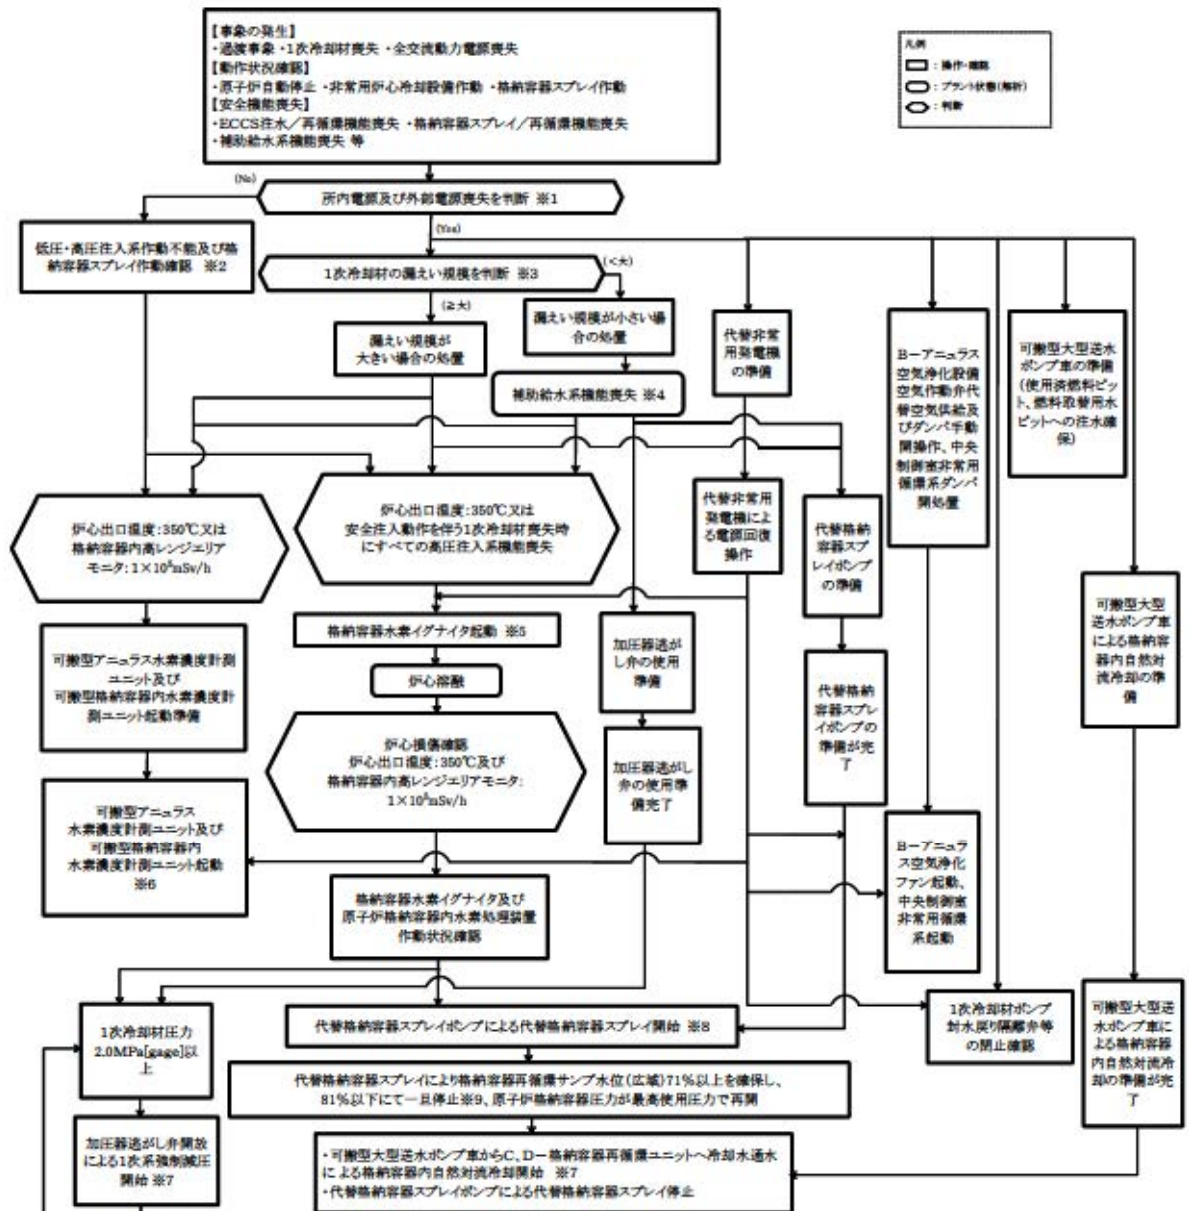 【事象の発生】
・過渡事象 ・1次冷却材喪失 ・全交流動力電源喪失
【動作状況確認】
・原子炉自動停止 ・非常用炉心冷却設備作動 ・格納容器スプレイ作動
【安全機能喪失】
・ECCS注水／再循環機能喪失 ・格納容器スプレイ／再循環機能喪失
・補助給水系機能喪失 等
凡例
：操作・確認
：プラント状態(解析)
：判断
(No)
所内電源及び外部電源喪失を判断 ※1
(Yes)
低圧・高圧注入系作動不能及び格
納容器スプレイ作動確認 ※2
1次冷却材の漏えい規模を判断 ※3
(＜大)
(≧大)
漏えい規模が
大きい場合の処置
漏えい規模が小さい場
合の処置
補助給水系機能喪失 ※4
代替非常
用発電機
の準備
B－アニュラス
空気浄化設備
空気作動弁代
替空気供給及
びダンパ手動
開操作、中央
制御室非常用
循環系ダンパ
開処置
可搬型大型送水
ポンプ車の準備
(使用済燃料ピッ
ト、燃料取替用水
ピットへの注水確
保)
炉心出口温度：350℃又は
格納容器内高レンジエリア
モニタ：1×10⁵mSv/h
炉心出口温度：350℃又は
安全注入動作を伴う1次冷却材喪失時
にすべての高圧注入系機能喪失
代替非常用
発電機によ
る電源回復
操作
代替格納
容器スプ
レイポンプ
の準備
可搬型大型
送水ポンプ車
による格納容
器内自然対
流冷却の準
備
格納容器水素イグナイタ起動 ※5
炉心溶融
加圧器逃が
し弁の使用
準備
可搬型アニュラス水素濃度計測
ユニット及び
可搬型格納容器内水素濃度計
測ユニット起動準備
代替格納
容器スプレ
イポンプの
準備が完
了
炉心損傷確認
炉心出口温度：350℃及び
格納容器内高レンジエリアモニタ：
1×10⁵mSv/h
加圧器逃がし
弁の使用準
備完了
可搬型アニュラス
水素濃度計測ユニット及び
可搬型格納容器内
水素濃度計測ユニット起動
※6
B－アニュラ
ス空気浄化
ファン起動、
中央制御室
非常用循環
系起動
格納容器水素イグナイタ及び
原子炉格納容器内水素処理装置
作動状況確認
1次冷却材圧力
2.0MPa[gage]以
上
代替格納容器スプレイポンプによる代替格納容器スプレイ開始 ※8
1次冷却材ポンプ
封水戻り隔離弁等
の閉止確認
可搬型大型送
水ポンプ車に
よる格納容器
内自然対流冷
却の準備が完
了
代替格納容器スプレイにより格納容器再循環サンプ水位(広域)71％以上を確保し、
81％以下にて一旦停止※9、原子炉格納容器圧力が最高使用圧力で再開
加圧器逃がし弁開放
による1次系強制減圧
開始 ※7
・可搬型大型送水ポンプ車からC、D－格納容器再循環ユニットへ冷却水通水
による格納容器内自然対流冷却開始 ※7
・代替格納容器スプレイポンプによる代替格納容器スプレイ停止